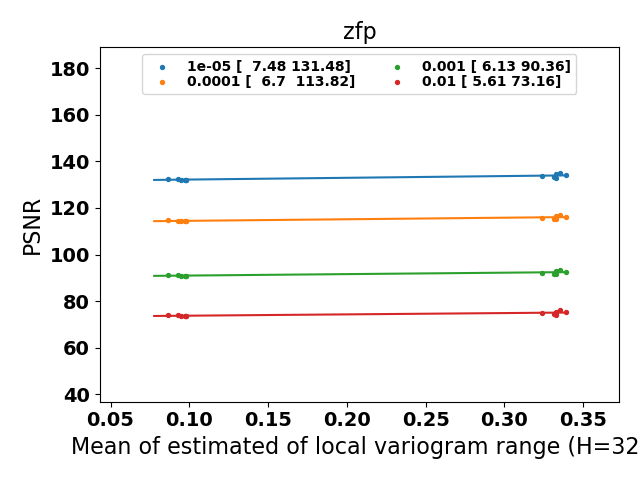 zfp
1e-05 [  7.48 131.48]
0.0001 [  6.7  113.82]
0.001 [ 6.13 90.36]
0.01 [ 5.61 73.16]
PSNR
180
160
140
120
100
80
60
40
0.05 0.10 0.15 0.20 0.25 0.30 0.35
Mean of estimated of local variogram range (H=32